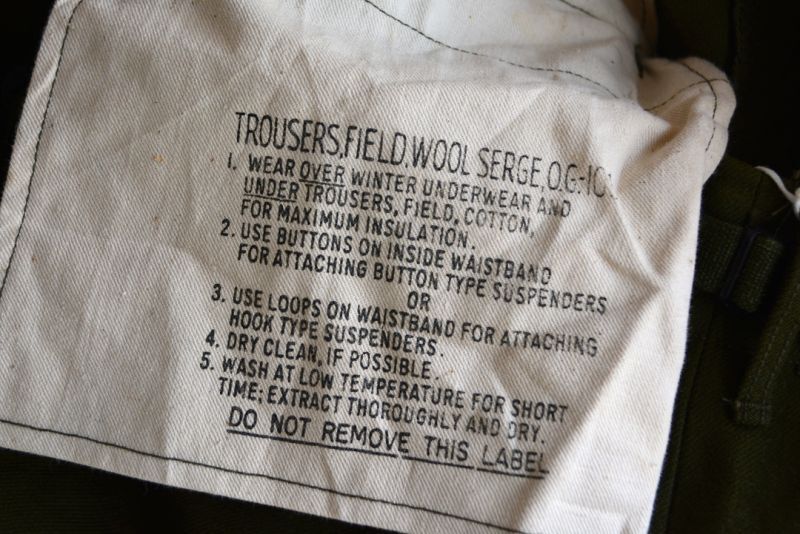 TROUSERS, FIELD, WOOL SERGE, O.G.-10
1. WEAR OVER WINTER UNDERWEAR AND
UNDER TROUSERS, FIELD, COTTON,
FOR MAXIMUM INSULATION.
2. USE BUTTONS ON INSIDE WAISTBAND
FOR ATTACHING BUTTON TYPE SUSPENDERS
OR
3. USE LOOPS ON WAISTBAND FOR ATTACHING
HOOK TYPE SUSPENDERS.
4. DRY CLEAN, IF POSSIBLE.
5. WASH AT LOW TEMPERATURE FOR SHORT
TIME; EXTRACT THOROUGHLY AND DRY.
DO NOT REMOVE THIS LABEL